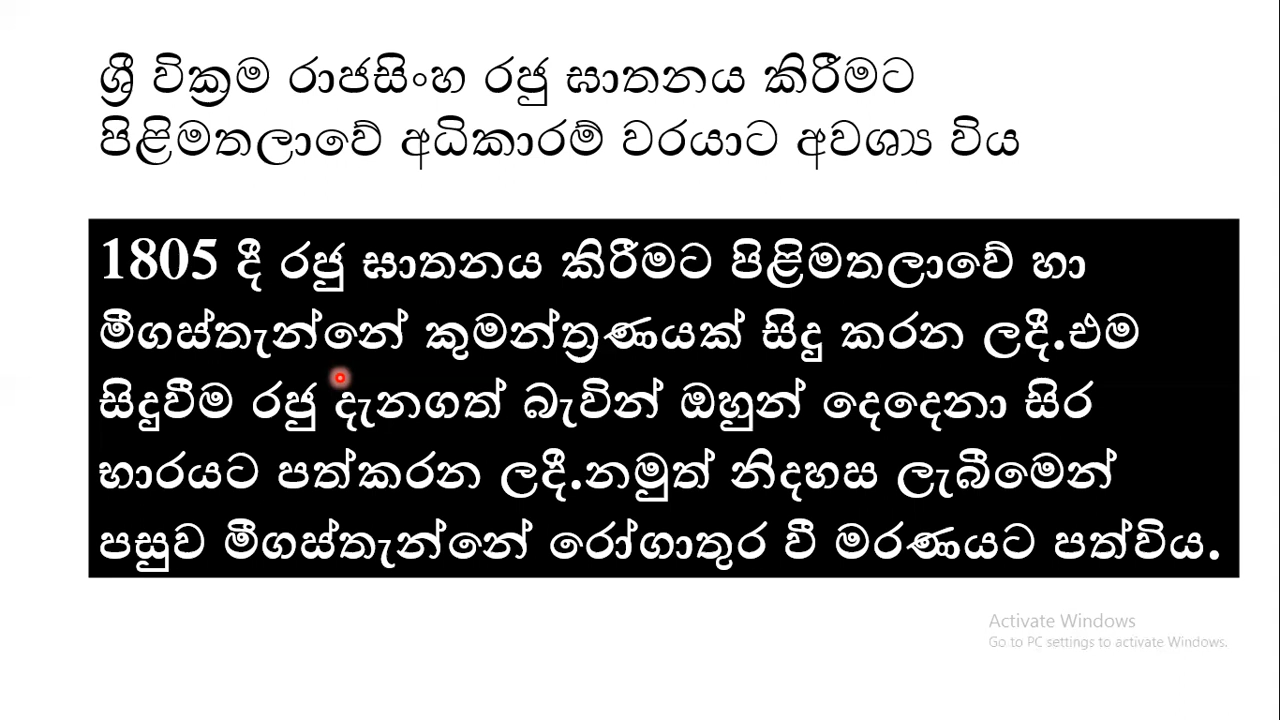 ශ්‍රී වික්‍රම රාජසිංහ රජු ඝාතනය කිරීමට
පිළිමතලාවේ අධිකාරම් වරයාට අවශ්‍ය විය
1805 දී රජු ඝාතනය කිරීමට පිළිමතලාවේ හා
මීගස්තැන්නේ කුමන්ත්‍රණයක් සිදු කරන ලදී.එම
සිදුවීම රජු දැනගත් බැවින් ඔහුන් දෙදෙනා සිර
භාරයට පත්කරන ලදී.නමුත් නිදහස ලැබීමෙන්
පසුව මීගස්තැන්නේ රෝගාතුර වී මරණයට පත්විය.
Activate Windows
Go to PC settings to activate Windows.